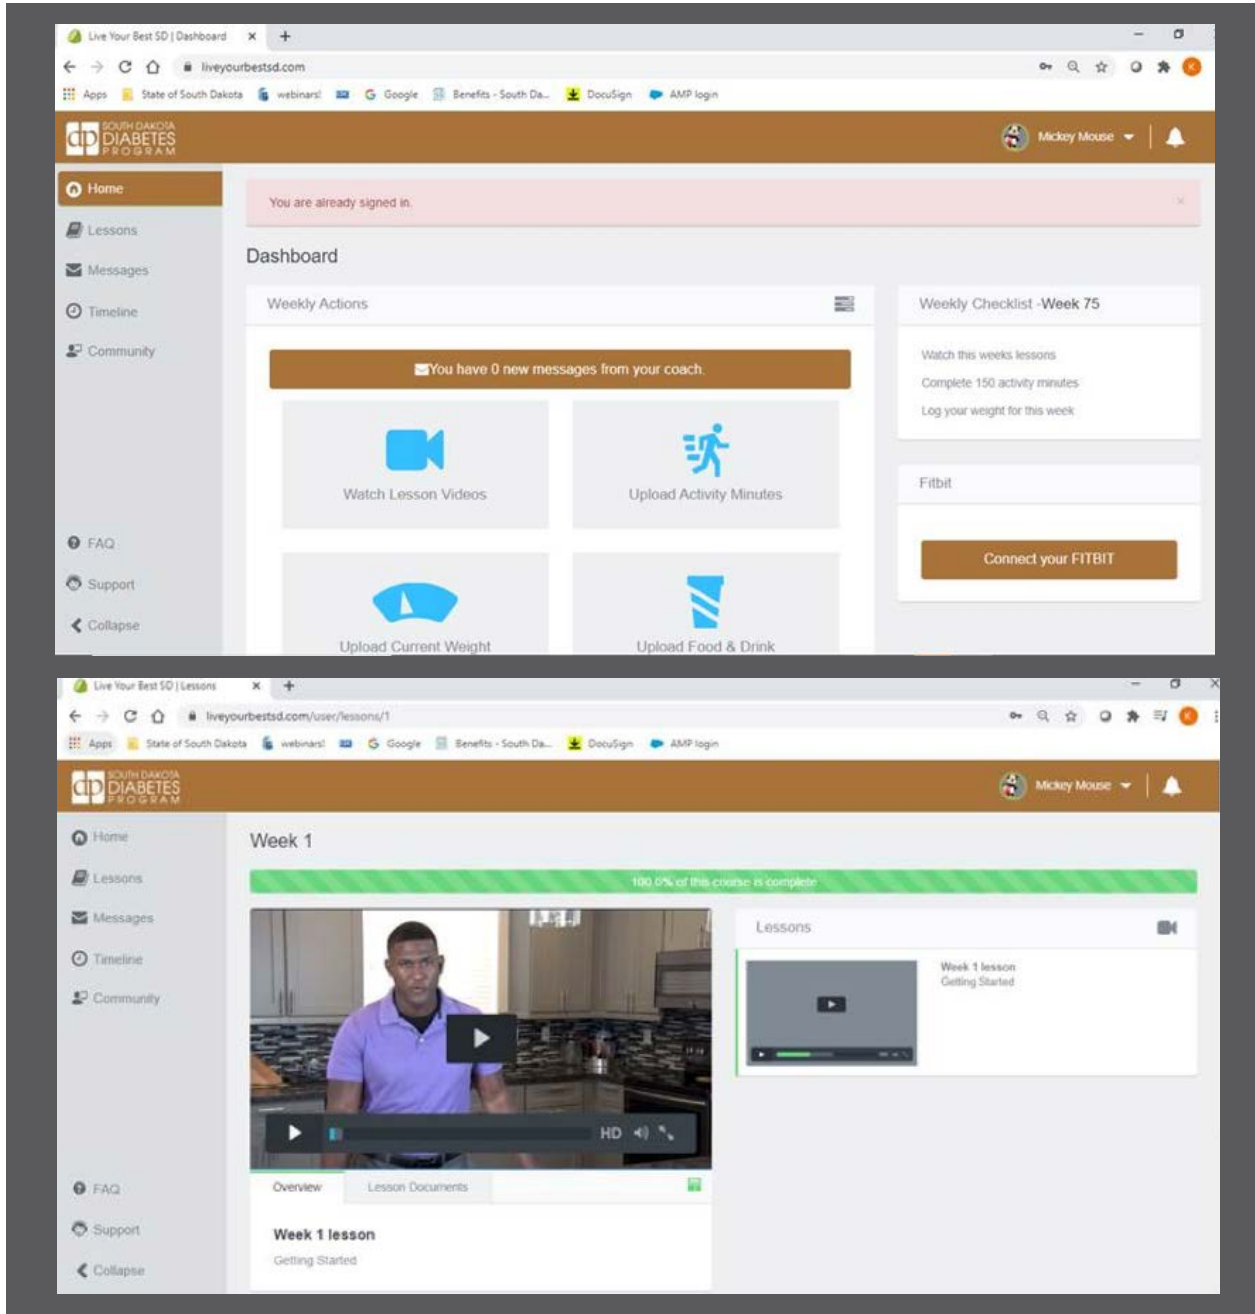 Live Your Best SD | Dashboard
liveyourbestsd.com
K
Apps State of South Dakota webinars! Google Benefits - South Da... DocuSign AMP login
dp SOUTH DAKOTA
DIABETES
PROGRAM
Mickey Mouse
Home
You are already signed in.
Lessons
Dashboard
Messages
Weekly Actions
Weekly Checklist -Week 75
Timeline
Community
You have 0 new messages from your coach.
Watch this weeks lessons
Complete 150 activity minutes
Log your weight for this week
Watch Lesson Videos
Upload Activity Minutes
Fitbit
Connect your FITBIT
FAQ
Support
Collapse
Upload Current Weight
Upload Food & Drink
Live Your Best SD | Lessons
liveyourbestsd.com/user/lessons/1
K
Apps State of South Dakota webinars! Google Benefits - South Da... DocuSign AMP login
dp SOUTH DAKOTA
DIABETES
PROGRAM
Mickey Mouse
Home
Week 1
Lessons
100.0% of this course is complete
Messages
Lessons
Timeline
Community
Week 1 lesson
Getting Started
HD
FAQ
Overview
Lesson Documents
Support
Week 1 lesson
Getting Started
Collapse